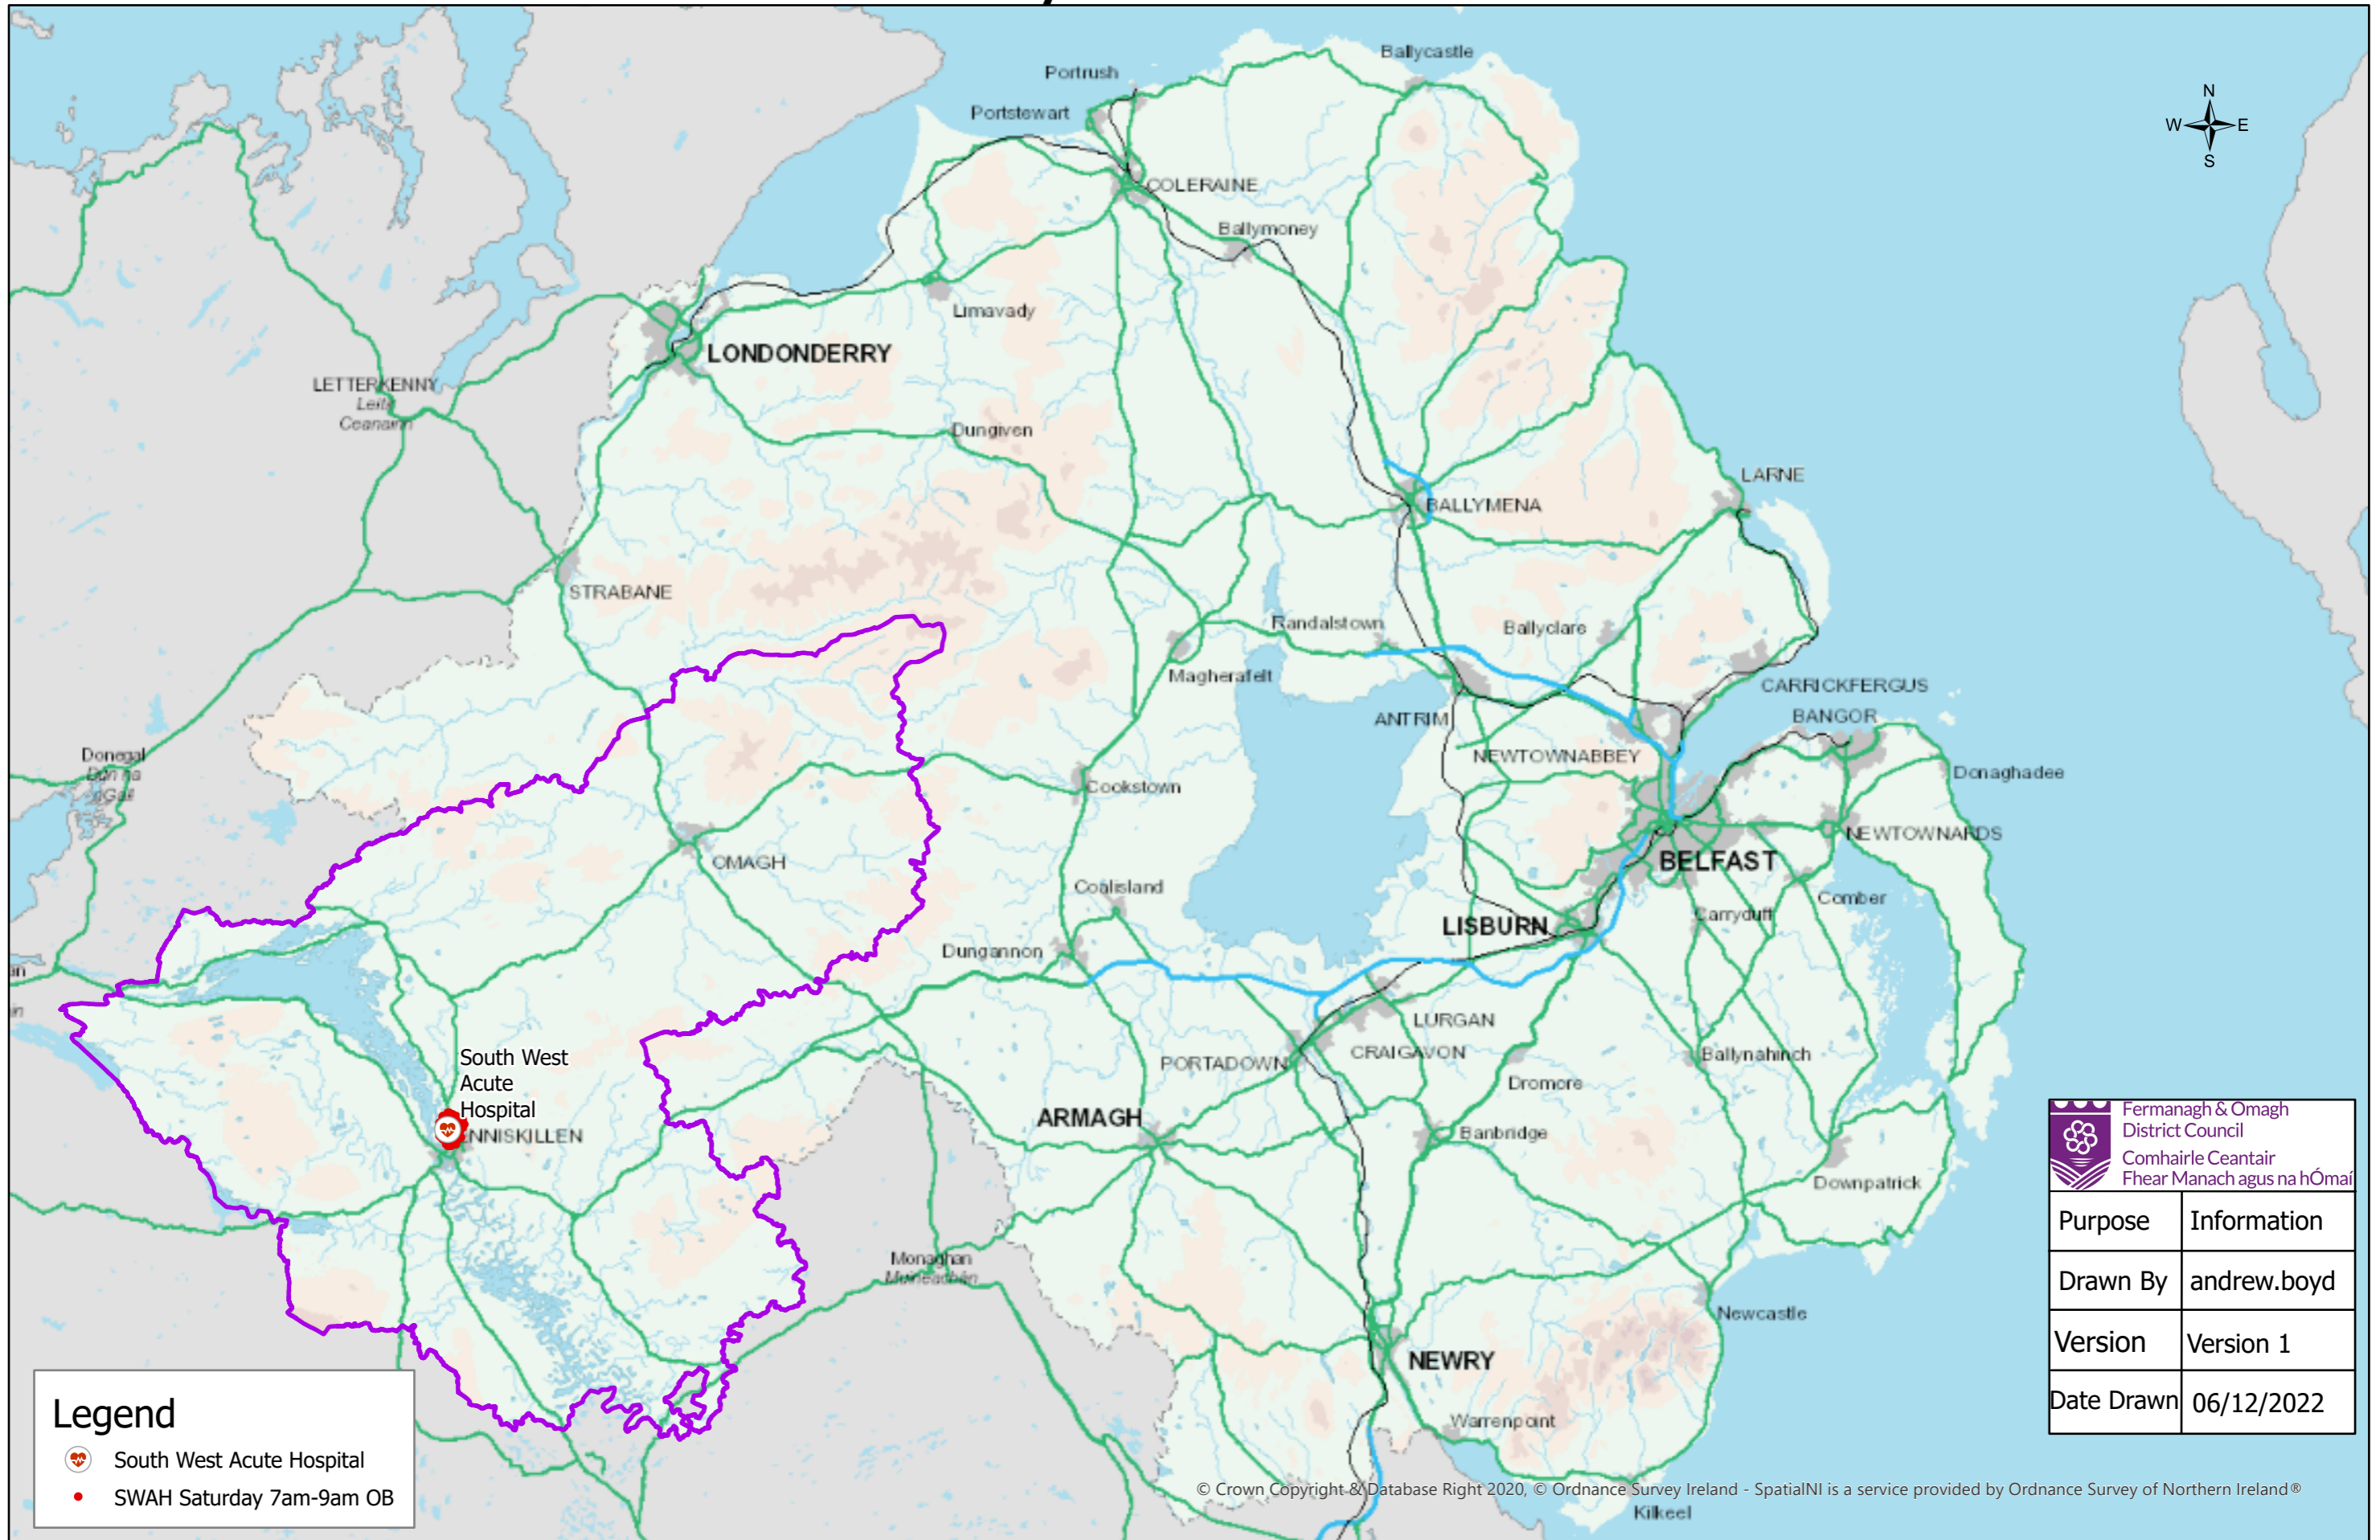 Ballycastle
Portrush
Portstewart
N
W E
S
COLERAINE
Ballymoney
Limavady
LONDONDERRY
LETTERKENNY
Leitir
Ceanainn
Dungiven
LARNE
BALLYMENA
STRABANE
Randalstown
Ballyclare
Magherafelt
CARRICKFERGUS
ANTRIM
BANGOR
NEWTOWNABBEY
Donegal
Dún na
nGall
Donaghadee
Cookstown
NEWTOWNARDS
OMAGH
BELFAST
Coalisland
Comber
Carryduff
LISBURN
Dungannon
LURGAN
South West
Acute
Hospital
PORTADOWN
CRAIGAVON
Ballynahinch
Dromore
ARMAGH
NNISKILLEN
Banbridge
Downpatrick
Monaghan
Muineachán
Newcastle
NEWRY
Warrenpoint
Kilkeel
Fermanagh & Omagh
District Council
Comhairle Ceantair
Fhear Manach agus na hÓmaí
Purpose Information
Drawn By andrew.boyd
Version Version 1
Date Drawn 06/12/2022
Legend
South West Acute Hospital
SWAH Saturday 7am-9am OB
© Crown Copyright & Database Right 2020, © Ordnance Survey Ireland - SpatialNI is a service provided by Ordnance Survey of Northern Ireland®